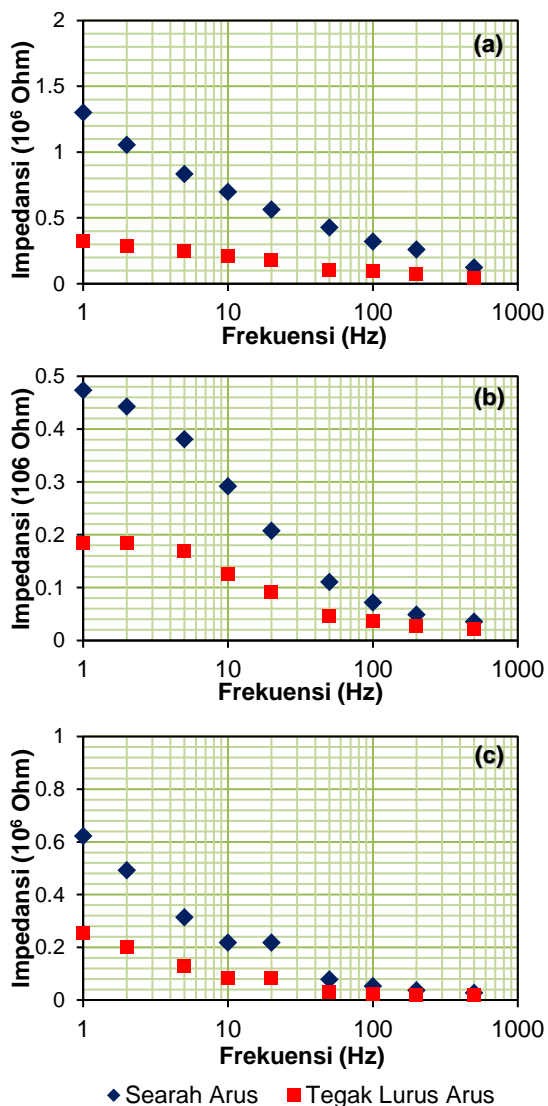 (a)
Impedansi (10⁶ Ohm)
2
1.5
1
0.5
0
1 10 100 1000
Frekuensi (Hz)
(b)
Impedansi (106 Ohm)
0.5
0.4
0.3
0.2
0.1
0
1 10 100 1000
Frekuensi (Hz)
(c)
Impedansi (10⁶ Ohm)
1
0.8
0.6
0.4
0.2
0
1 10 100 1000
Frekuensi (Hz)
Searah Arus Tegak Lurus Arus